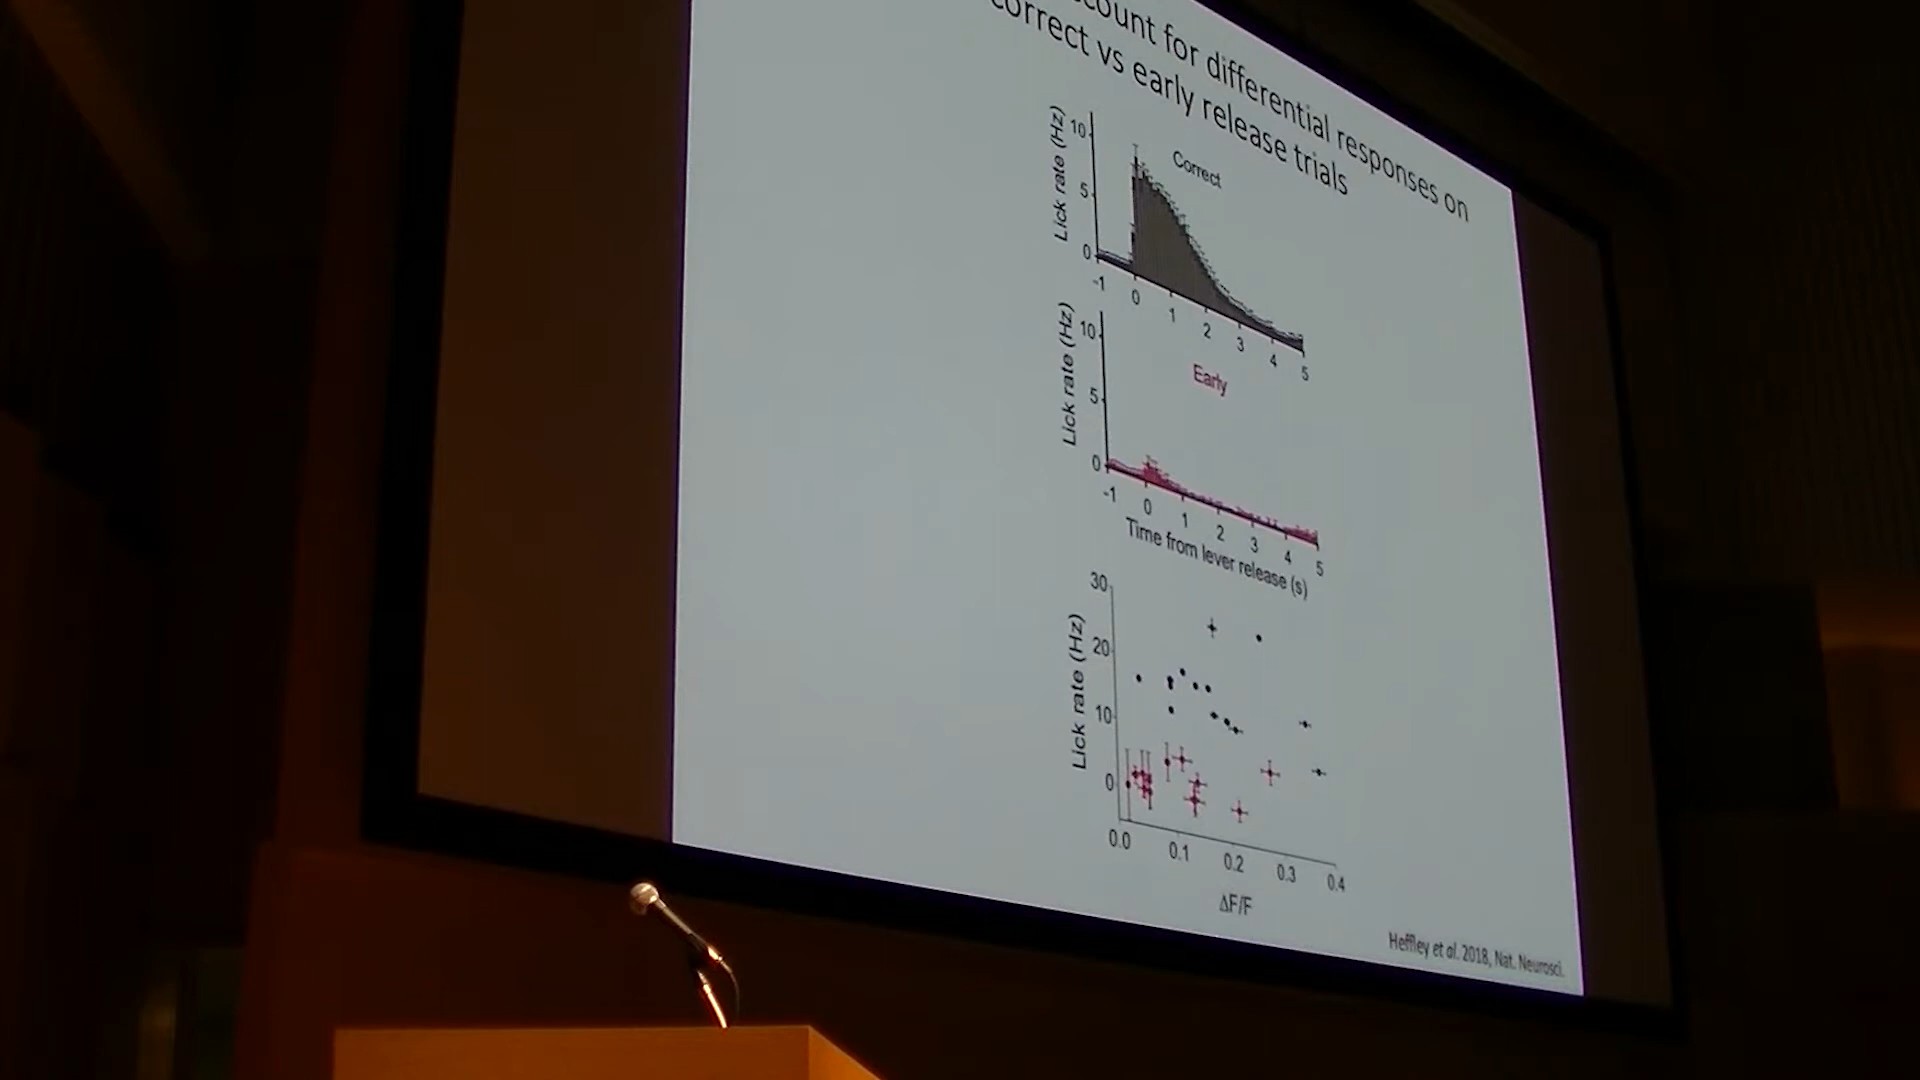 count for differential responses on
correct vs early release trials
Lick rate (Hz)
10
5
0
Correct
-1 0 1 2 3 4 5
Lick rate (Hz)
10
5
0
Early
-1 0 1 2 3 4 5
Time from lever release (s)
Lick rate (Hz)
30
20
10
0
0.0 0.1 0.2 0.3 0.4
ΔF/F
Heffley et al. 2018, Nat. Neurosci.